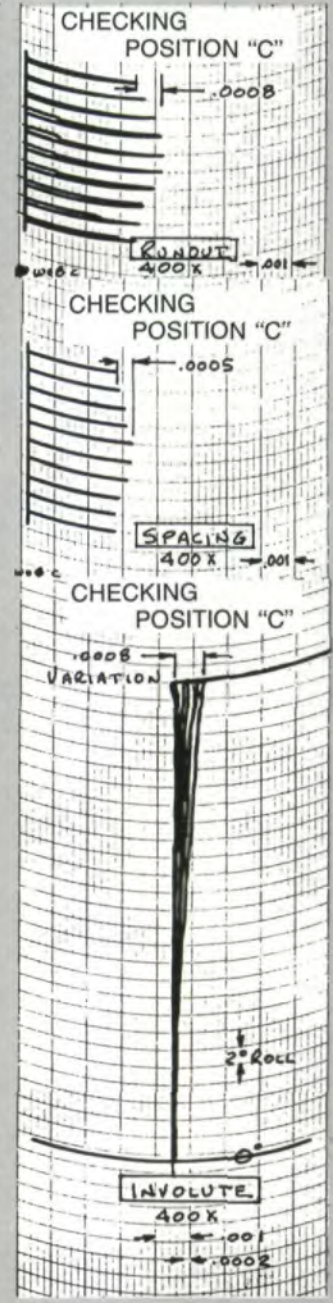 CHECKING
POSITION "C"
.0008
RUNOUT
400X
.001
CHECKING
POSITION "C"
.0005
SPACING
400X
.001
CHECKING
POSITION "C"
.0008
VARIATION
2° ROLL
0°
INVOLUTE
400X
.001
.0002